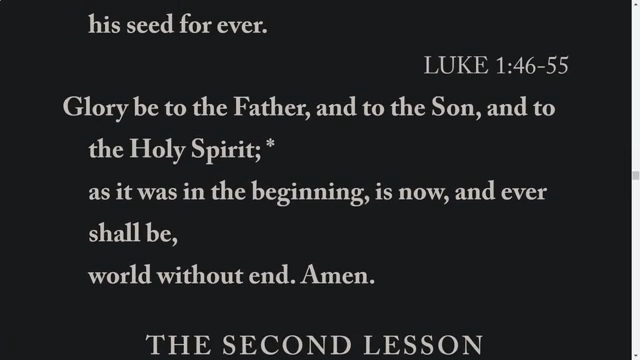 his seed for ever.
LUKE 1:46-55
Glory be to the Father, and to the Son, and to
the Holy Spirit; *
as it was in the beginning, is now, and ever
shall be,
world without end. Amen.
THE SECOND LESSON